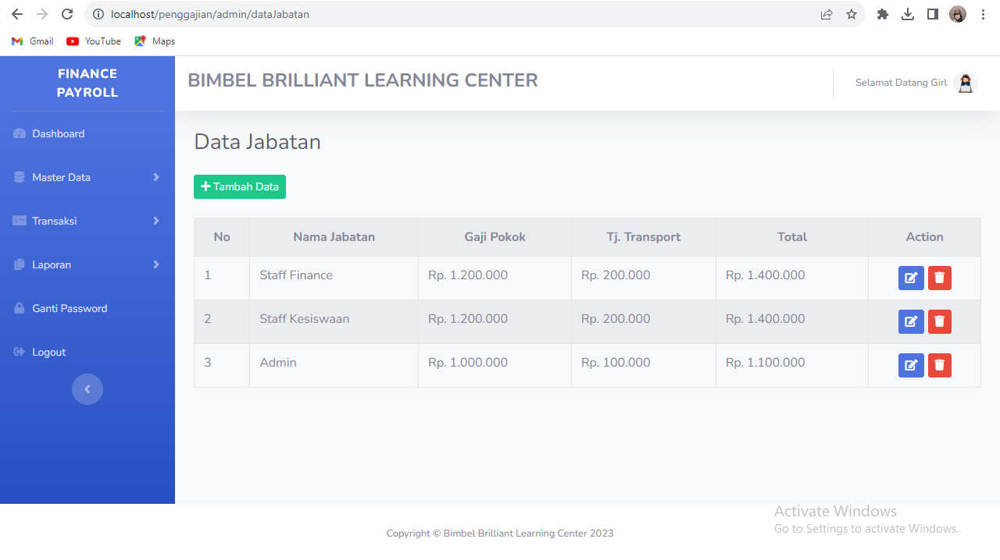 localhost/penggajian/admin/dataJabatan
Gmail YouTube Maps
FINANCE
PAYROLL
BIMBEL BRILLIANT LEARNING CENTER
Selamat Datang Girl
Dashboard
Master Data
Transaksi
Laporan
Ganti Password
Logout
Data Jabatan
Tambah Data
No Nama Jabatan Gaji Pokok Tj. Transport Total Action
1 Staff Finance Rp. 1.200.000 Rp. 200.000 Rp. 1.400.000
2 Staff Kesiswaan Rp. 1.200.000 Rp. 200.000 Rp. 1.400.000
3 Admin Rp. 1.000.000 Rp. 100.000 Rp. 1.100.000
Activate Windows
Go to Settings to activate Windows.
Copyright © Bimbel Brilliant Learning Center 2023